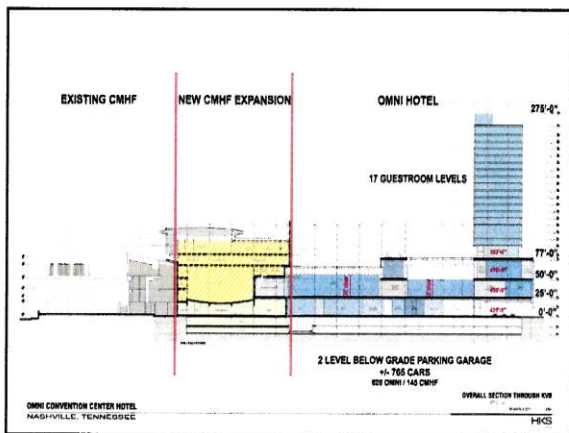 EXISTING CMHF
NEW CMHF EXPANSION
OMNI HOTEL
275'-0"
17 GUESTROOM LEVELS
77'-0"
50'-0"
25'-0"
0'-0"
2 LEVEL BELOW GRADE PARKING GARAGE
+/- 765 CARS
620 OMNI / 145 CMHF
OVERALL SECTION THROUGH KVB
OMNI CONVENTION CENTER HOTEL
NASHVILLE, TENNESSEE
HKS